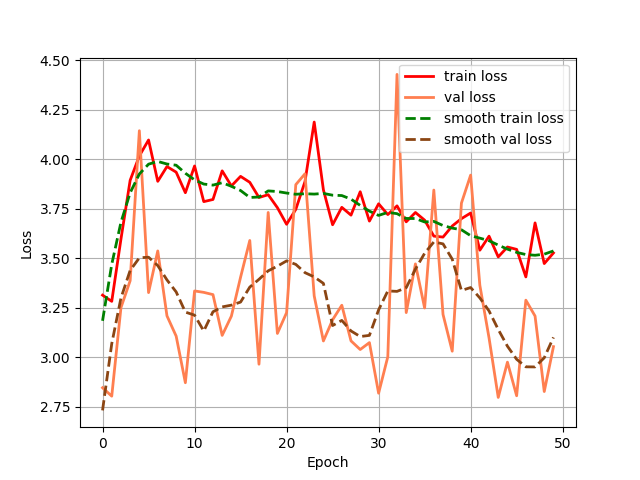 4.50
4.25
4.00
3.75
3.50
3.25
3.00
2.75
Loss
train loss
val loss
smooth train loss
smooth val loss
0 10 20 30 40 50
Epoch